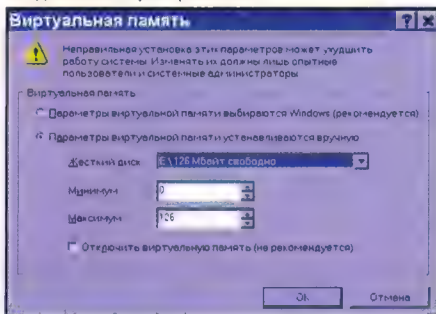 Виртуальная память
Неправильная установка этих параметров может ухудшить
работу системы. Изменять их должны лишь опытные
пользователи и системные администраторы
Виртуальная память
Параметры виртуальной памяти выбираются Windows (рекомендуется)
Параметры виртуальной памяти устанавливаются вручную
Жесткий диск E:\ 126 Мбайт свободно
Минимум 0
Максимум 126
Отключить виртуальную память (не рекомендуется)
OK Отмена